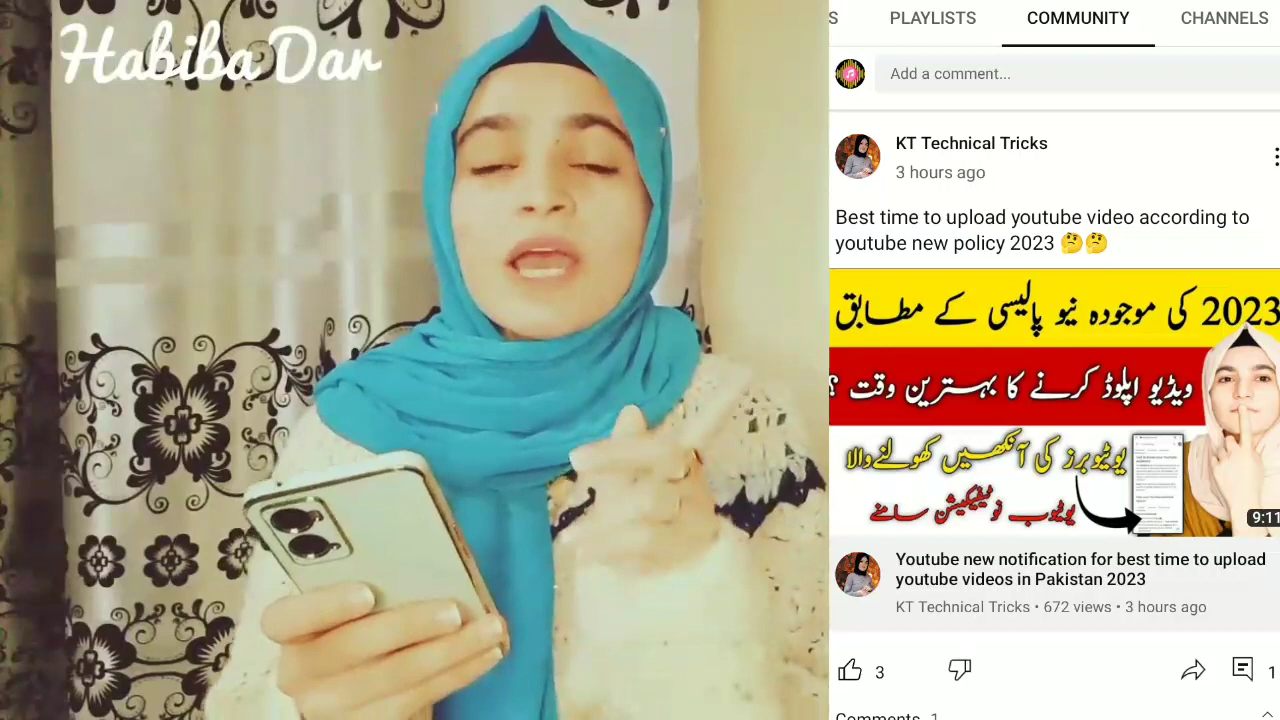 Habiba Dar
S PLAYLISTS COMMUNITY CHANNELS
Add a comment...
KT Technical Tricks
3 hours ago
Best time to upload youtube video according to
youtube new policy 2023 🤔🤔
2023 کی موجودہ نیو پالیسی کے مطابق
ویڈیو اپلوڈ کرنے کا بہترین وقت ؟
یوٹیوبرز کی آنکھیں کھولنے والا
یوٹیوب نوٹیفیکیشن سامنے
9:11
Youtube new notification for best time to upload
youtube videos in Pakistan 2023
KT Technical Tricks • 672 views • 3 hours ago
3
1
Comments 1